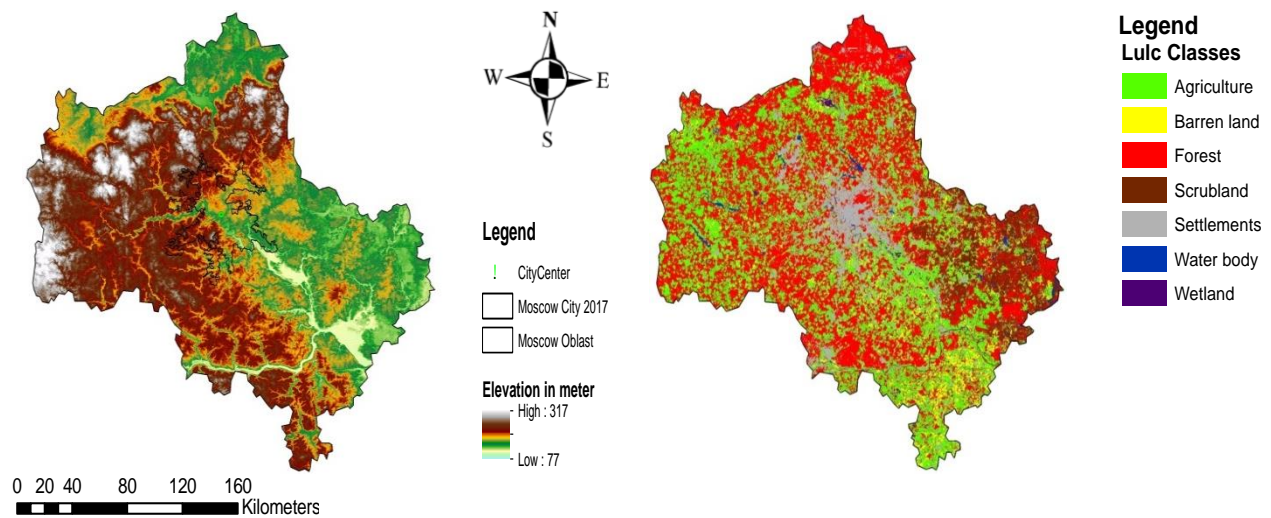 N
W
E
S
Legend
CityCenter
Moscow City 2017
Moscow Oblast
Elevation in meter
High : 317
Low : 77
0 20 40 80 120 160
Kilometers
Legend
Lulc Classes
Agriculture
Barren land
Forest
Scrubland
Settlements
Water body
Wetland